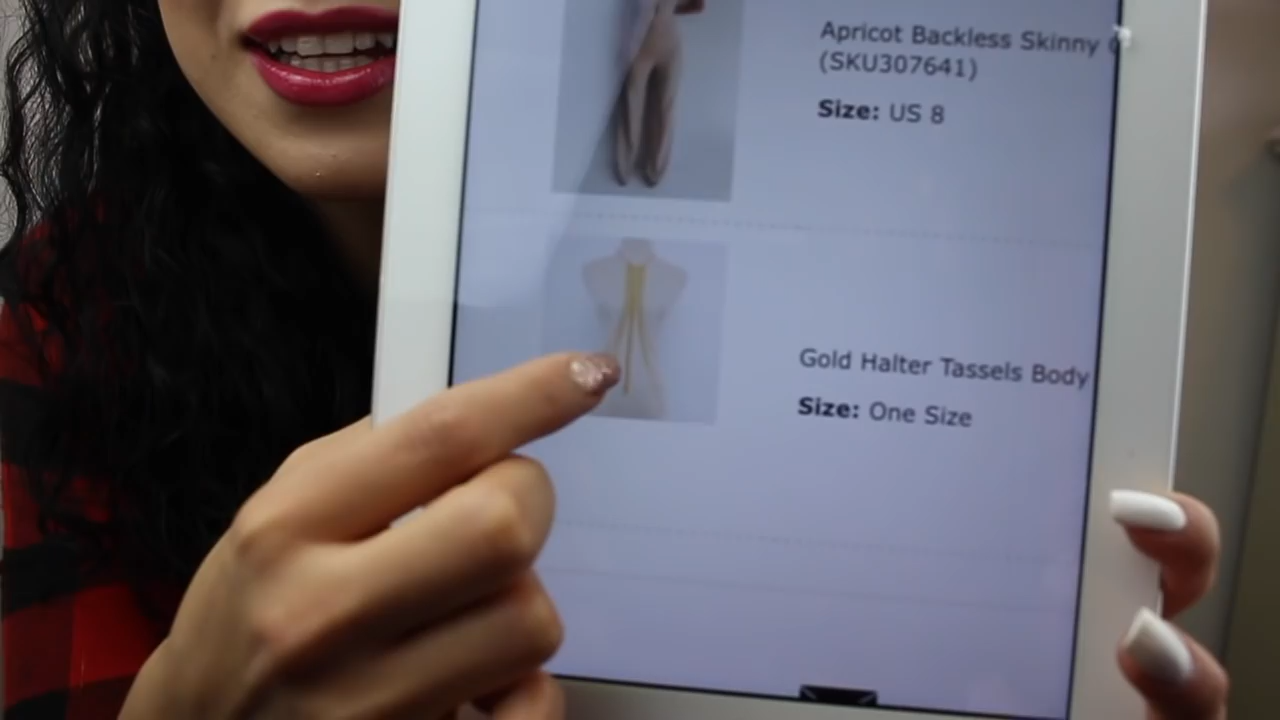 Apricot Backless Skinny
(SKU307641)
Size: US 8
Gold Halter Tassels Body
Size: One Size